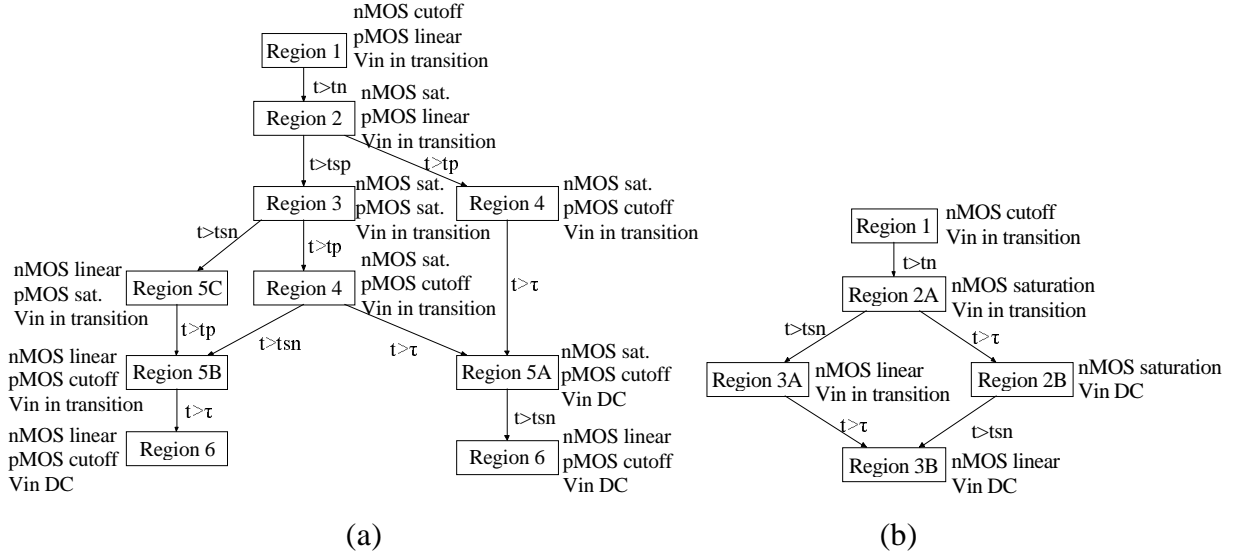 nMOS cutoff
pMOS linear
Vin in transition
Region 1
t>tn
nMOS sat.
pMOS linear
Vin in transition
Region 2
t>tsp
t>tp
nMOS sat.
pMOS sat.
Vin in transition
Region 3
nMOS sat.
pMOS cutoff
Vin in transition
Region 4
t>tsn
t>tp
nMOS linear
pMOS sat.
Vin in transition
Region 5C
nMOS sat.
pMOS cutoff
Vin in transition
Region 4
t>τ
t>tp
t>tsn
t>τ
nMOS linear
pMOS cutoff
Vin in transition
Region 5B
nMOS sat.
pMOS cutoff
Vin DC
Region 5A
t>τ
t>tsn
nMOS linear
pMOS cutoff
Vin DC
Region 6
nMOS linear
pMOS cutoff
Vin DC
Region 6
(a)
nMOS cutoff
Vin in transition
Region 1
t>tn
nMOS saturation
Vin in transition
Region 2A
t>tsn
t>τ
Region 3A
nMOS linear
Vin in transition
Region 2B
nMOS saturation
Vin DC
t>τ
t>tsn
Region 3B
nMOS linear
Vin DC
(b)